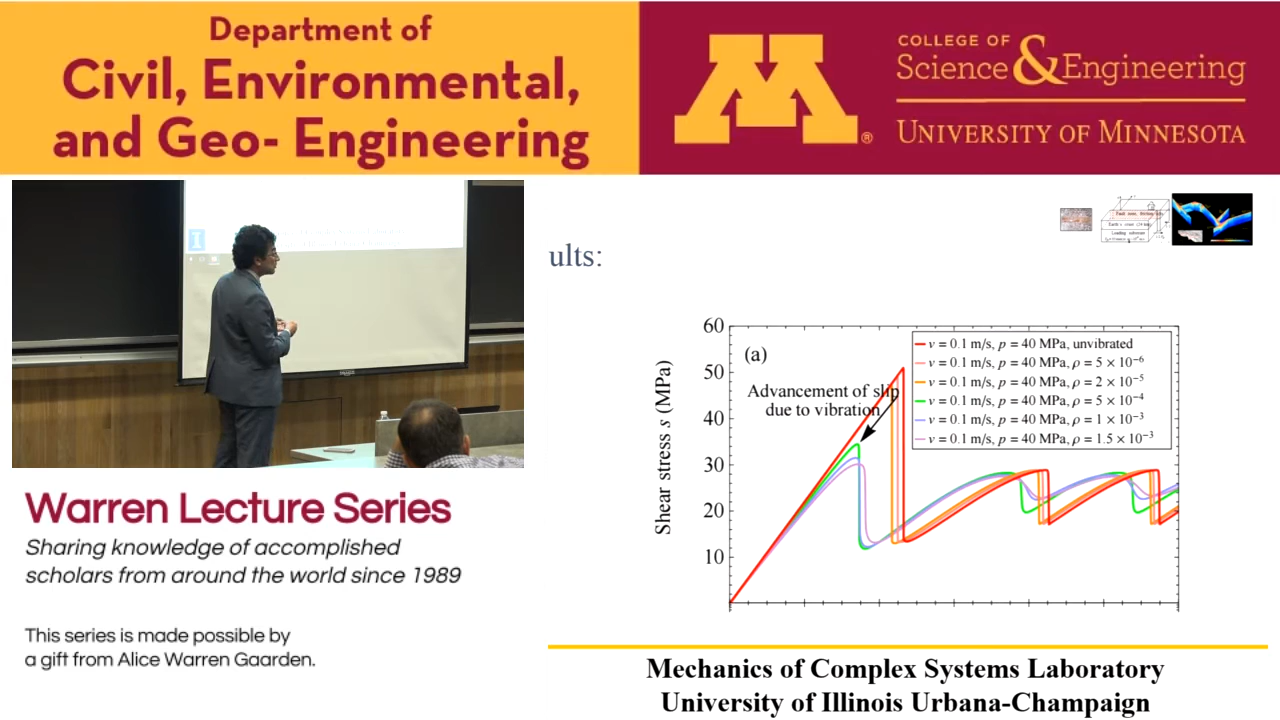 Department of
Civil, Environmental,
and Geo- Engineering
M®
COLLEGE OF
Science & Engineering
UNIVERSITY OF MINNESOTA
I
ults:
Warren Lecture Series
Sharing knowledge of accomplished
scholars from around the world since 1989
This series is made possible by
a gift from Alice Warren Gaarden.
Shear stress s (MPa)
60
50
40
30
20
10
(a)
Advancement of slip
due to vibration
v = 0.1 m/s, p = 40 MPa, unvibrated
v = 0.1 m/s, p = 40 MPa, ρ = 5 × 10⁻⁶
v = 0.1 m/s, p = 40 MPa, ρ = 2 × 10⁻⁵
v = 0.1 m/s, p = 40 MPa, ρ = 5 × 10⁻⁴
v = 0.1 m/s, p = 40 MPa, ρ = 1 × 10⁻³
v = 0.1 m/s, p = 40 MPa, ρ = 1.5 × 10⁻³
Mechanics of Complex Systems Laboratory
University of Illinois Urbana-Champaign